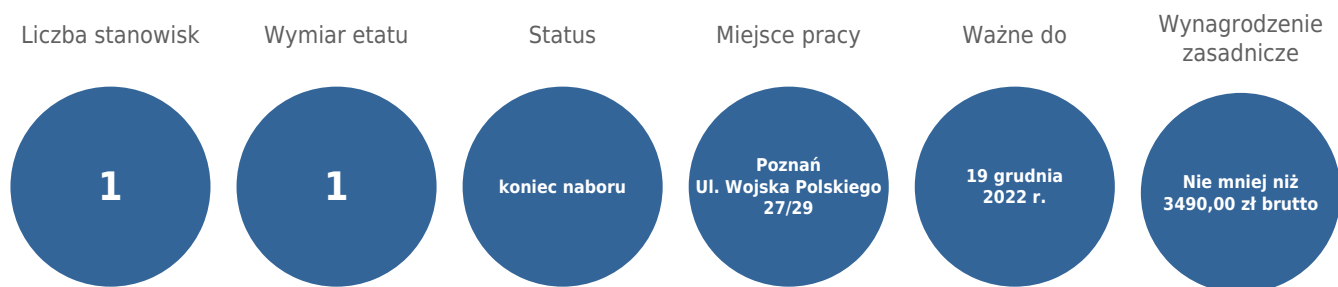 Liczba stanowisk
1
Wymiar etatu
1
Status
koniec naboru
Miejsce pracy
Poznań
Ul. Wojska Polskiego
27/29
Ważne do
19 grudnia
2022 r.
Wynagrodzenie
zasadnicze
Nie mniej niż
3490,00 zł brutto